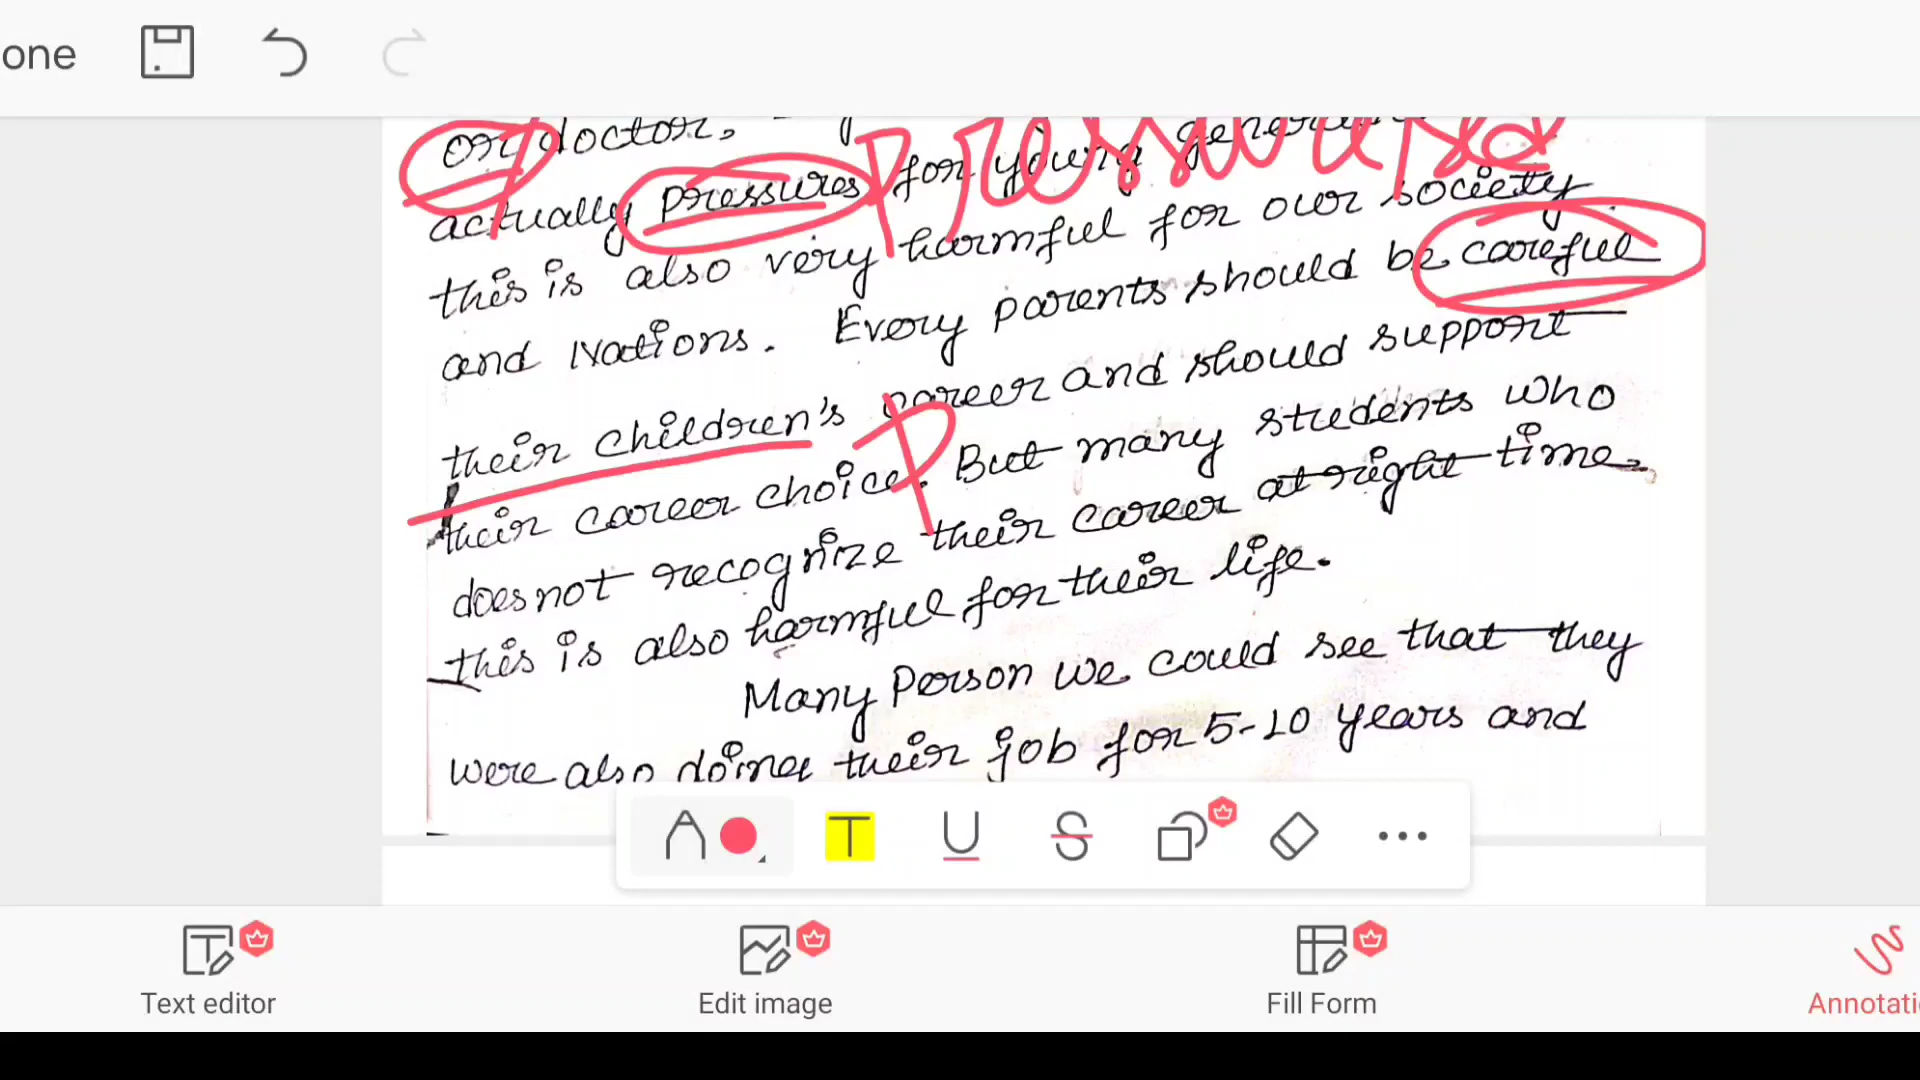 one
or doctor.
Pressures
actually pressures for young
this is also very harmful for our society
and Nations. Every parents should be careful
their children's career and should support
their career choice. But many students who
does not recognize their career at right time.
this is also harmful for their life.
Many Person we could see that they
were also doing their job for 5-10 years and
T U S
Text editor
Edit image
Fill Form
Annotati